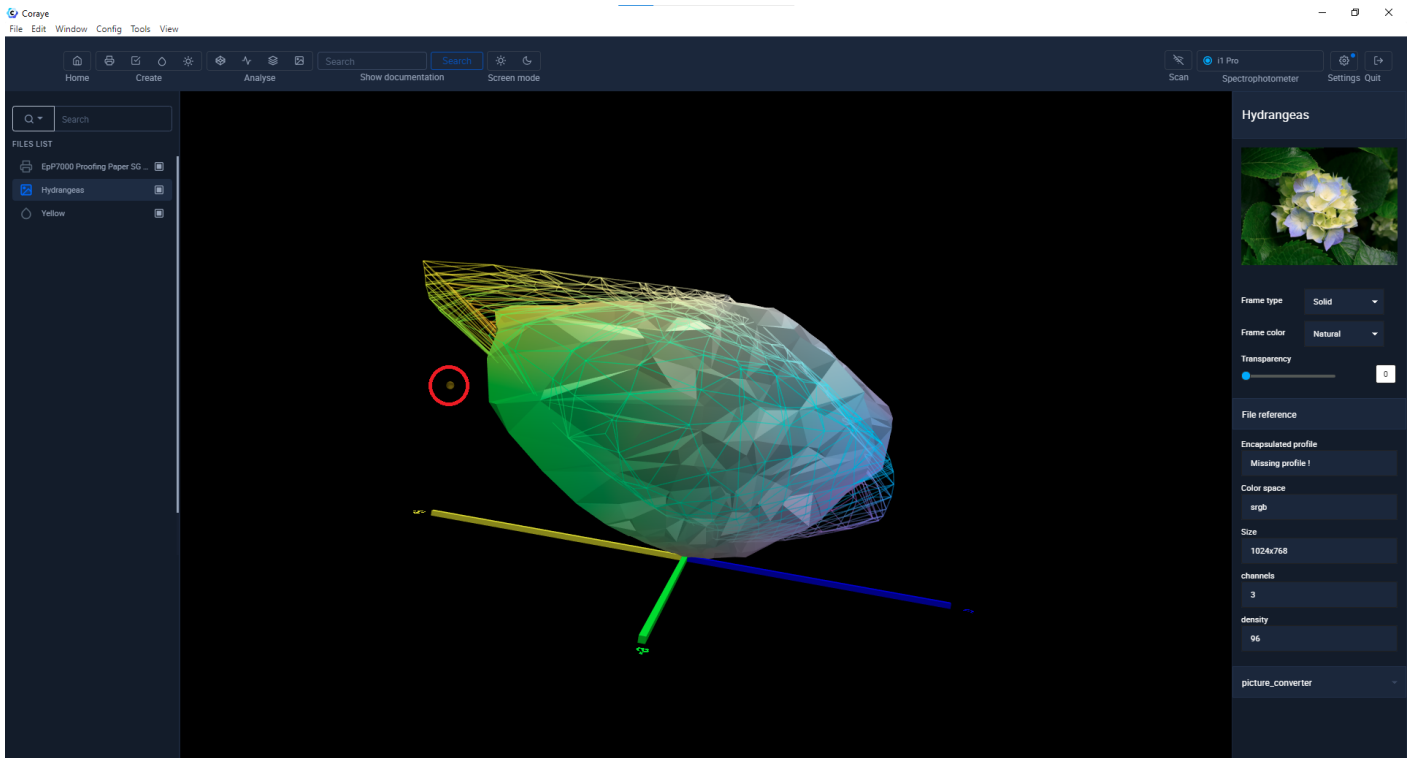 Coraye
File Edit Window Config Tools View
Search Search i1 Pro
Home Create Analyse Show documentation Screen mode Scan Spectrophotometer Settings Quit
Search
FILES LIST
EpP7000 Proofing Paper SG ...
Hydrangeas
Yellow
Hydrangeas
Frame type Solid
Frame color Natural
Transparency
0
File reference
Encapsulated profile
Missing profile !
Color space
srgb
Size
1024x768
channels
3
density
96
picture_converter